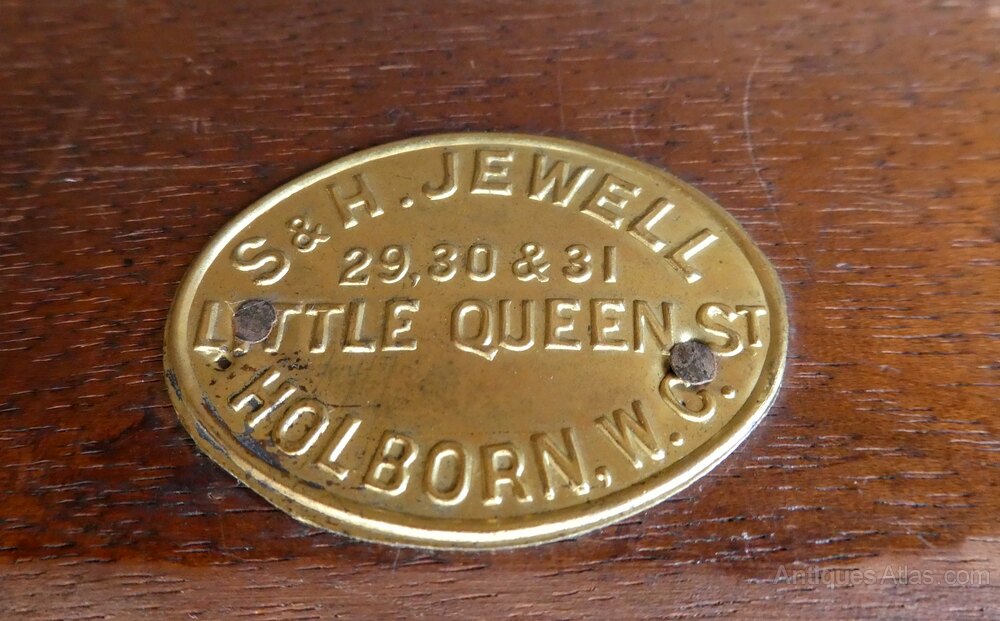 S & H. JEWELL
29, 30 & 31
LITTLE QUEEN ST
HOLBORN, W.C.
AntiquesAtlas.com